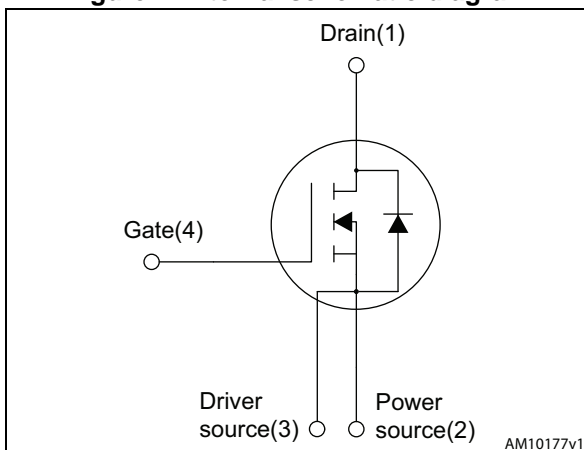 Drain(1)
Gate(4)
Driver
source(3)
Power
source(2)
AM10177v1